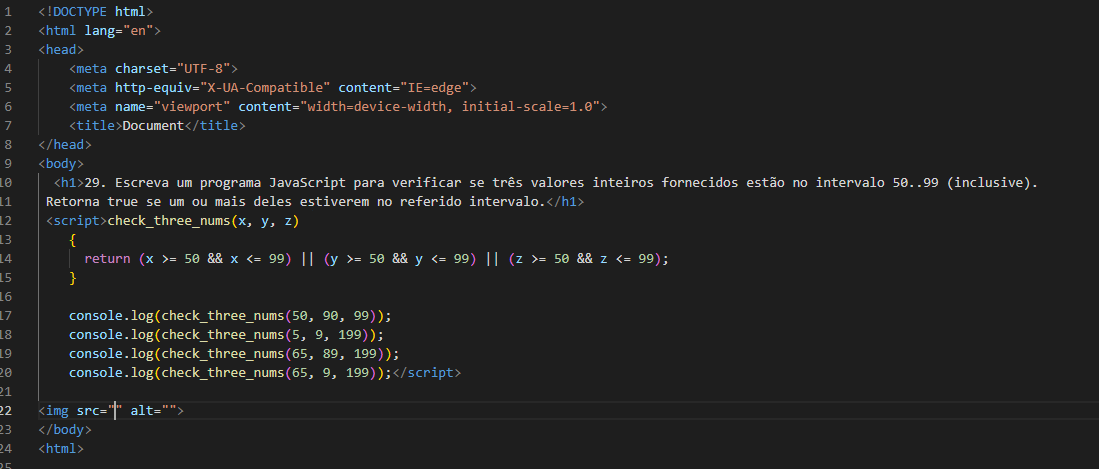 1 <!DOCTYPE html>
2 <html lang="en">
3 <head>
4 <meta charset="UTF-8">
5 <meta http-equiv="X-UA-Compatible" content="IE=edge">
6 <meta name="viewport" content="width=device-width, initial-scale=1.0">
7 <title>Document</title>
8 </head>
9 <body>
10 <h1>29. Escreva um programa JavaScript para verificar se três valores inteiros fornecidos estão no intervalo 50..99 (inclusive).
11 Retorna true se um ou mais deles estiverem no referido intervalo.</h1>
12 <script>check_three_nums(x, y, z)
13 {
14 return (x >= 50 && x <= 99) || (y >= 50 && y <= 99) || (z >= 50 && z <= 99);
15 }
16
17 console.log(check_three_nums(50, 90, 99));
18 console.log(check_three_nums(5, 9, 199));
19 console.log(check_three_nums(65, 89, 199));
20 console.log(check_three_nums(65, 9, 199));</script>
21
22 <img src="" alt="">
23 </body>
24 <html>
25